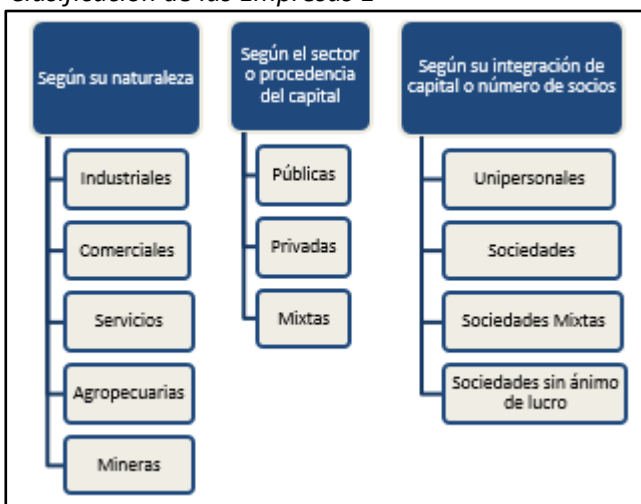 Clasificación de las Empresas 1
Según su naturaleza
Industriales
Comerciales
Servicios
Agropecuarias
Mineras
Según el sector
o procedencia
del capital
Públicas
Privadas
Mixtas
Según su integración de
capital o número de socios
Unipersonales
Sociedades
Sociedades Mixtas
Sociedades sin ánimo
de lucro